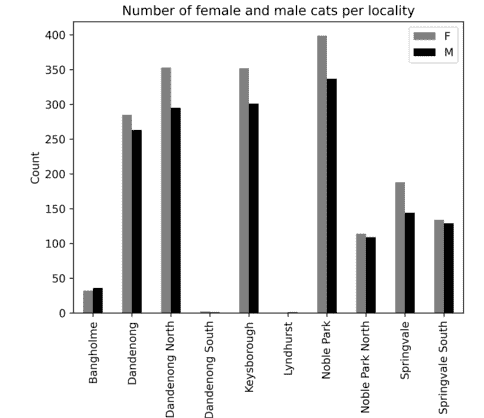 Number of female and male cats per locality
F
M
Count
400
350
300
250
200
150
100
50
0
Bangholme
Dandenong
Dandenong North
Dandenong South
Keysborough
Lyndhurst
Noble Park
Noble Park North
Springvale
Springvale South